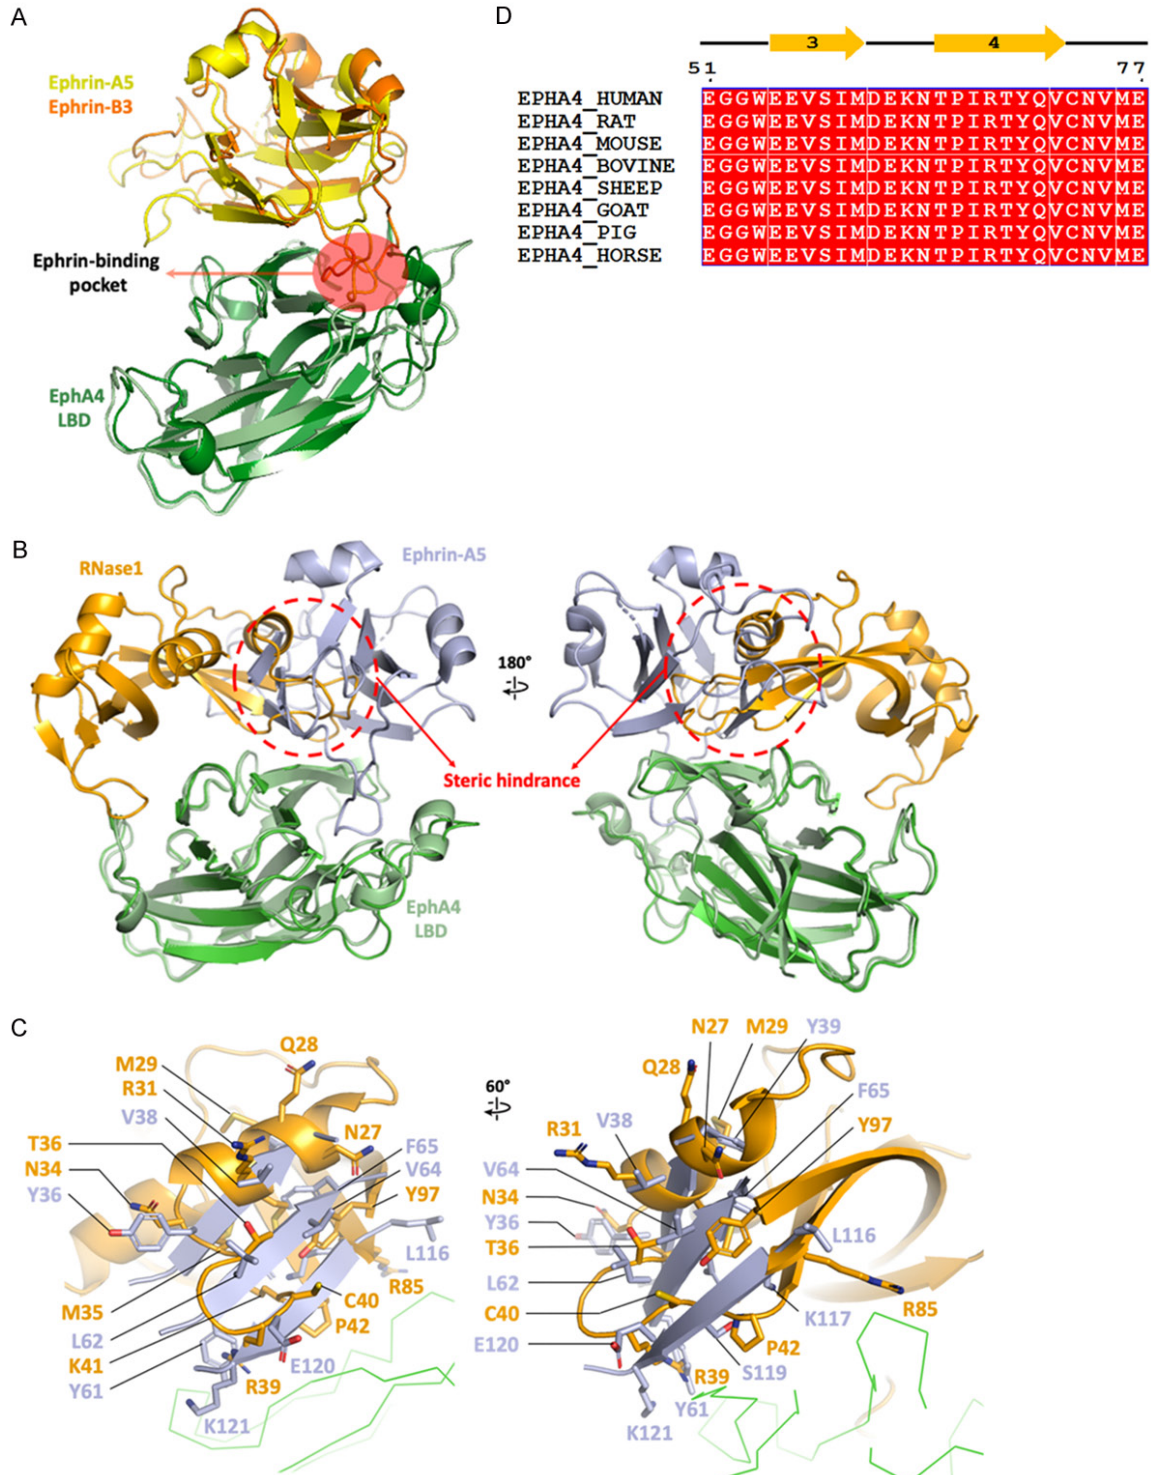 A
Ephrin-A5
Ephrin-B3
Ephrin-binding
pocket
EphA4
LBD
D
3 4
51 77
EPHA4_HUMAN EGGWEEVSIMDEKNTPIRTYQVCNVME
EPHA4_RAT EGGWEEVSIMDEKNTPIRTYQVCNVME
EPHA4_MOUSE EGGWEEVSIMDEKNTPIRTYQVCNVME
EPHA4_BOVINE EGGWEEVSIMDEKNTPIRTYQVCNVME
EPHA4_SHEEP EGGWEEVSIMDEKNTPIRTYQVCNVME
EPHA4_GOAT EGGWEEVSIMDEKNTPIRTYQVCNVME
EPHA4_PIG EGGWEEVSIMDEKNTPIRTYQVCNVME
EPHA4_HORSE EGGWEEVSIMDEKNTPIRTYQVCNVME
B
RNase1
Ephrin-A5
180°
Steric hindrance
EphA4
LBD
C
Q28
M29
R31
V38
T36
N34
Y36
N27
F65
V64
Y97
L116
R85
C40
P42
M35
L62
K41
Y61
E120
R39
K121
60°
N27
M29
Y39
Q28
F65
V38
Y97
R31
V64
N34
Y36
T36
L62
C40
E120
L116
R85
K117
P42
S119
R39
Y61
K121